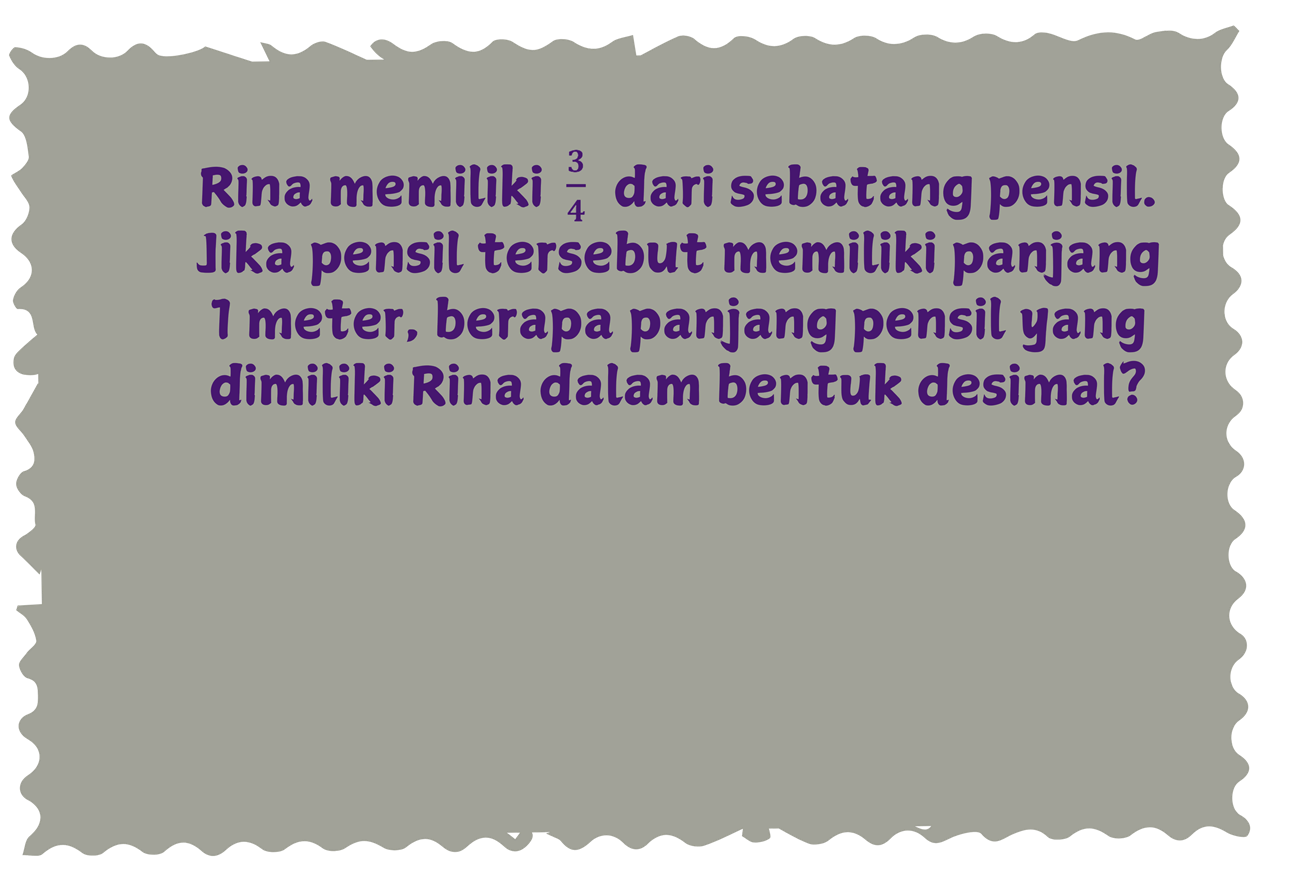 Rina memiliki 3/4 dari sebatang pensil.
Jika pensil tersebut memiliki panjang
1 meter, berapa panjang pensil yang
dimiliki Rina dalam bentuk desimal?